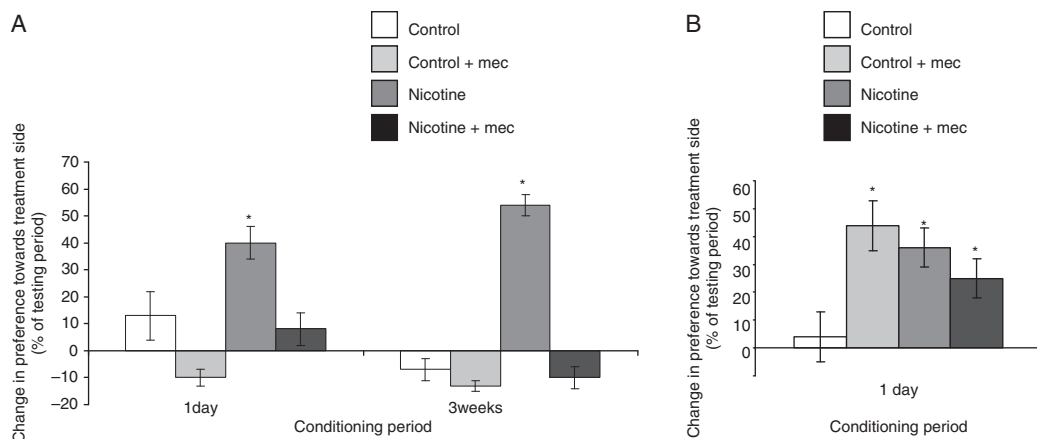 A
Control
Control + mec
Nicotine
Nicotine + mec
Change in preference towards treatment side
(% of testing period)
70
60
50
40
30
20
10
0
–10
–20
*
*
1day
3weeks
Conditioning period
B
Control
Control + mec
Nicotine
Nicotine + mec
Change in preference towards treatment side
(% of testing period)
60
50
40
30
20
10
0
*
*
*
1 day
Conditioning period